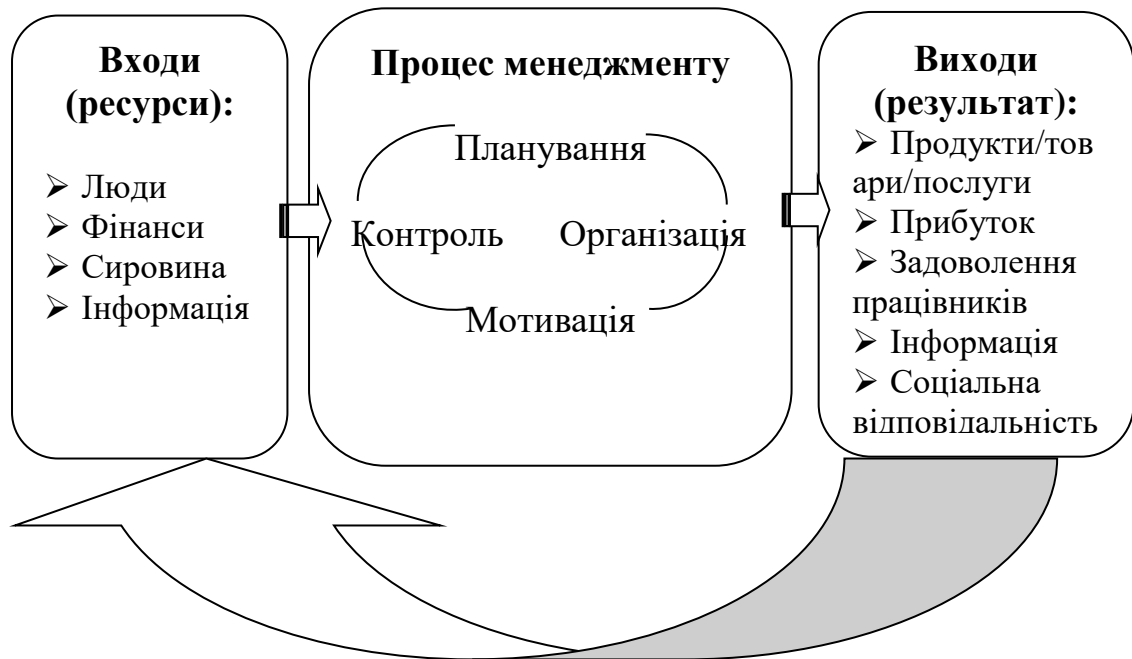 Входи
(ресурси):
➢ Люди
➢ Фінанси
➢ Сировина
➢ Інформація
Процес менеджменту
Планування
Контроль Організація
Мотивація
Виходи
(результат):
➢ Продукти/тов
ари/послуги
➢ Прибуток
➢ Задоволення
працівників
➢ Інформація
➢ Соціальна
відповідальність